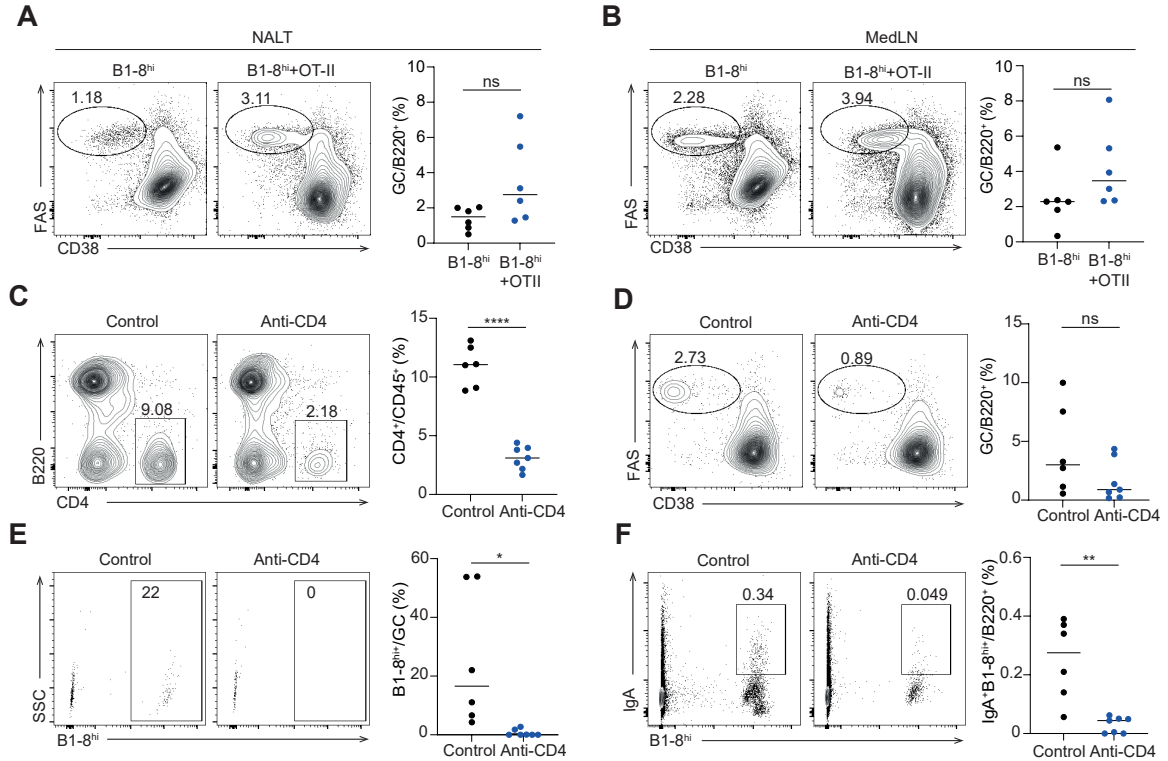 A
NALT
B1-8hi
B1-8hi+OT-II
1.18
3.11
FAS
CD38
GC/B220+ (%)
10
8
6
4
2
0
ns
B1-8hi
B1-8hi
+OTII
B
MedLN
B1-8hi
B1-8hi+OT-II
2.28
3.94
FAS
CD38
GC/B220+ (%)
10
8
6
4
2
0
ns
B1-8hi
B1-8hi
+OTII
C
Control
Anti-CD4
9.08
2.18
B220
CD4
CD4+/CD45+ (%)
15
10
5
0
****
Control Anti-CD4
D
Control
Anti-CD4
2.73
0.89
FAS
CD38
GC/B220+ (%)
15
10
5
0
ns
Control Anti-CD4
E
Control
Anti-CD4
22
0
SSC
B1-8hi
B1-8hi+/GC (%)
60
40
20
0
*
Control Anti-CD4
F
Control
Anti-CD4
0.34
0.049
IgA
B1-8hi
IgA+B1-8hi+/B220+ (%)
0.6
0.4
0.2
0
**
Control Anti-CD4